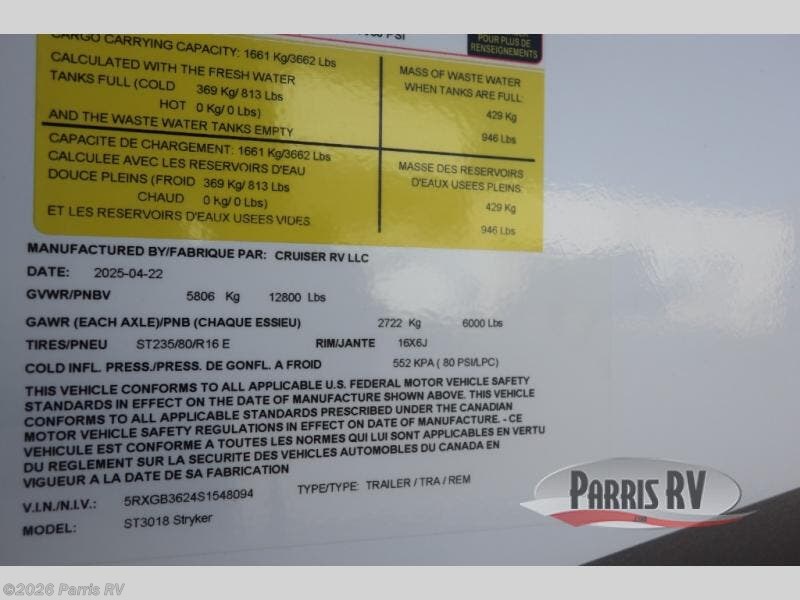 PSI
POUR PLUS DE
RENSEIGNEMENTS
CARGO CARRYING CAPACITY: 1661 Kg/3662 Lbs
CALCULATED WITH THE FRESH WATER
TANKS FULL (COLD 369 Kg/ 813 Lbs
HOT 0 Kg/ 0 Lbs)
AND THE WASTE WATER TANKS EMPTY
MASS OF WASTE WATER
WHEN TANKS ARE FULL:
429 Kg
946 Lbs
CAPACITE DE CHARGEMENT: 1661 Kg/3662 Lbs
CALCULEE AVEC LES RESERVOIRS D'EAU
DOUCE PLEINS (FROID 369 Kg/ 813 Lbs
CHAUD 0 Kg/ 0 Lbs)
ET LES RESERVOIRS D'EAUX USEES VIDES
MASSE DES RESERVOIRS
D'EAUX USEES PLEINS:
429 Kg
946 Lbs
MANUFACTURED BY/FABRIQUE PAR: CRUISER RV LLC
DATE: 2025-04-22
GVWR/PNBV 5806 Kg 12800 Lbs
GAWR (EACH AXLE)/PNB (CHAQUE ESSIEU) 2722 Kg 6000 Lbs
TIRES/PNEU ST235/80/R16 E RIM/JANTE 16X6J
COLD INFL. PRESS./PRESS. DE GONFL. A FROID 552 KPA ( 80 PSI/LPC)
THIS VEHICLE CONFORMS TO ALL APPLICABLE U.S. FEDERAL MOTOR VEHICLE SAFETY
STANDARDS IN EFFECT ON THE DATE OF MANUFACTURE SHOWN ABOVE. THIS VEHICLE
CONFORMS TO ALL APPLICABLE STANDARDS PRESCRIBED UNDER THE CANADIAN
MOTOR VEHICLE SAFETY REGULATIONS IN EFFECT ON DATE OF MANUFACTURE. - CE
VEHICULE EST CONFORME A TOUTES LES NORMES QUI LUI SONT APPLICABLES EN VERTU
DU REGLEMENT SUR LA SECURITE DES VEHICLES AUTOMOBILES DU CANADA EN
VIGUEUR A LA DATE DE SA FABRICATION
V.I.N./N.I.V.: 5RXGB3624S1548094 TYPE/TYPE: TRAILER / TRA / REM
MODEL: ST3018 Stryker
PARRIS RV
©2026 Parris RV